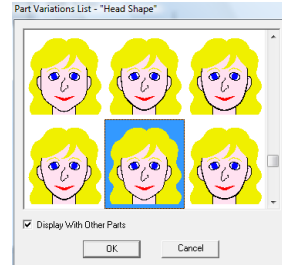 Part Variations List - "Head Shape"
Display With Other Parts
OK
Cancel